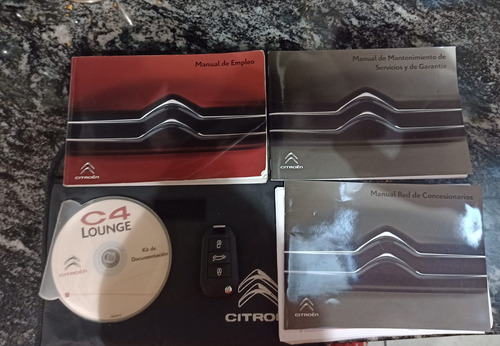 Manual de Empleo
CITROËN
Manual de Mantenimiento de
Servicios y de Garantía
CITROËN
C4
LOUNGE
Kit de
Documentación
CITROËN
Manual Red de Concesionarios
CITROËN
CITROËN